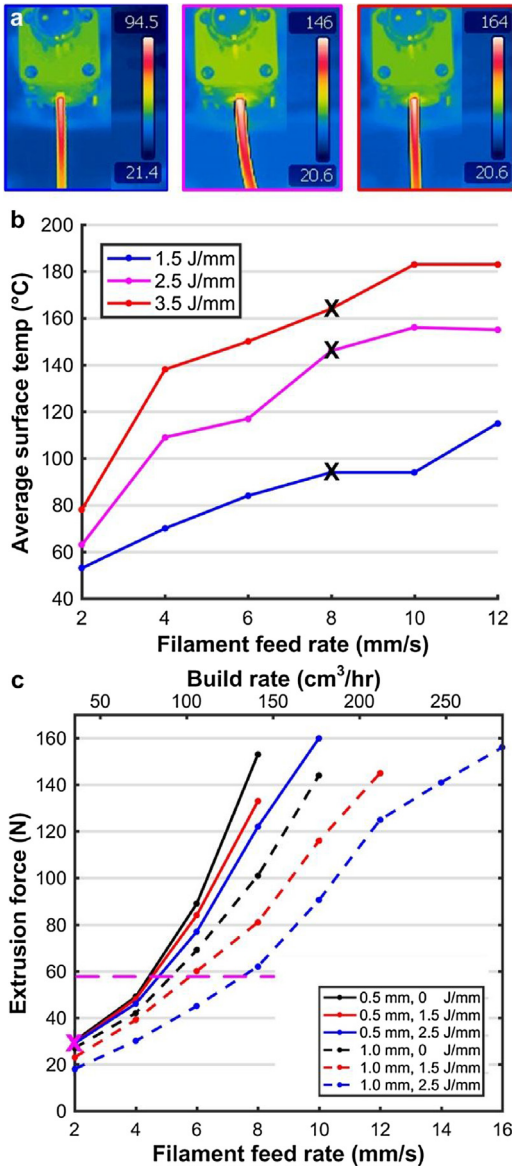 a
94.5
21.4
146
20.6
164
20.6
b
200
180
160
140
120
100
80
60
40
Average surface temp (°C)
1.5 J/mm
2.5 J/mm
3.5 J/mm
X
X
X
2 4 6 8 10 12
Filament feed rate (mm/s)
c
Build rate (cm³/hr)
50 100 150 200 250
160
140
120
100
80
60
40
20
0
Extrusion force (N)
X
0.5 mm, 0 J/mm
0.5 mm, 1.5 J/mm
0.5 mm, 2.5 J/mm
1.0 mm, 0 J/mm
1.0 mm, 1.5 J/mm
1.0 mm, 2.5 J/mm
2 4 6 8 10 12 14 16
Filament feed rate (mm/s)